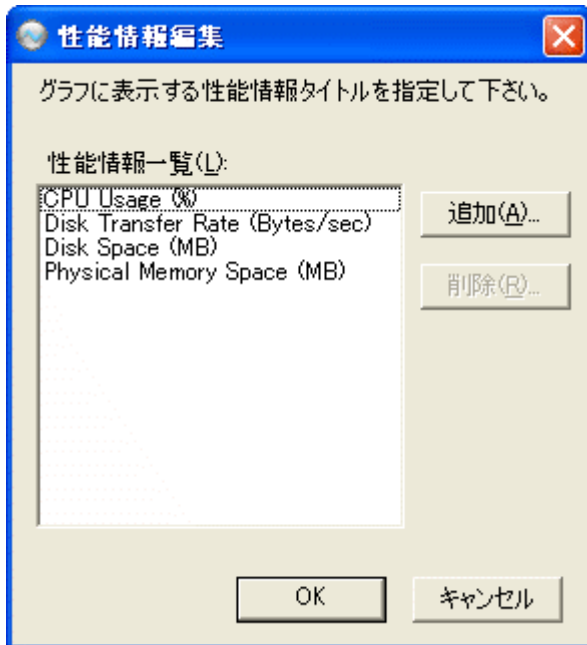 性能情報編集
グラフに表示する性能情報タイトルを指定して下さい。
性能情報一覧(L):
CPU Usage (%)
Disk Transfer Rate (Bytes/sec)
Disk Space (MB)
Physical Memory Space (MB)
追加(A)...
削除(R)...
OK
キャンセル